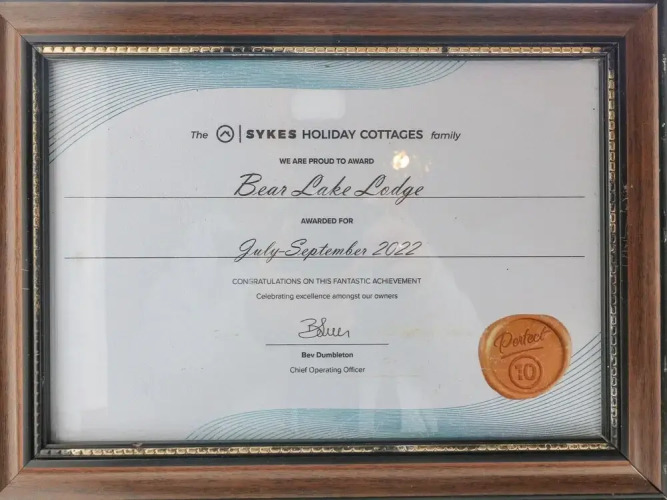 The SYKES HOLIDAY COTTAGES family
WE ARE PROUD TO AWARD
Bear Lake Lodge
AWARDED FOR
July-September 2022
CONGRATULATIONS ON THIS FANTASTIC ACHIEVEMENT
Celebrating excellence amongst our owners
Bev Dumbleton
Chief Operating Officer
Perfect
10